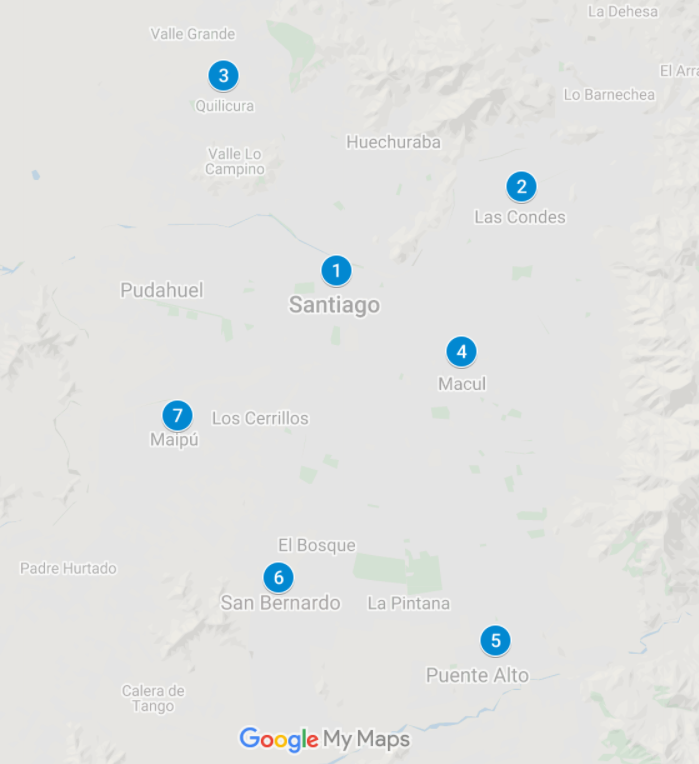 La Dehesa
Valle Grande
3
El Arra
Lo Barnechea
Quilicura
Huechuraba
Valle Lo
Campino
2
Las Condes
1
Pudahuel
Santiago
4
Macul
7
Los Cerrillos
Maipú
El Bosque
Padre Hurtado
6
San Bernardo
La Pintana
5
Puente Alto
Calera de
Tango
Google My Maps